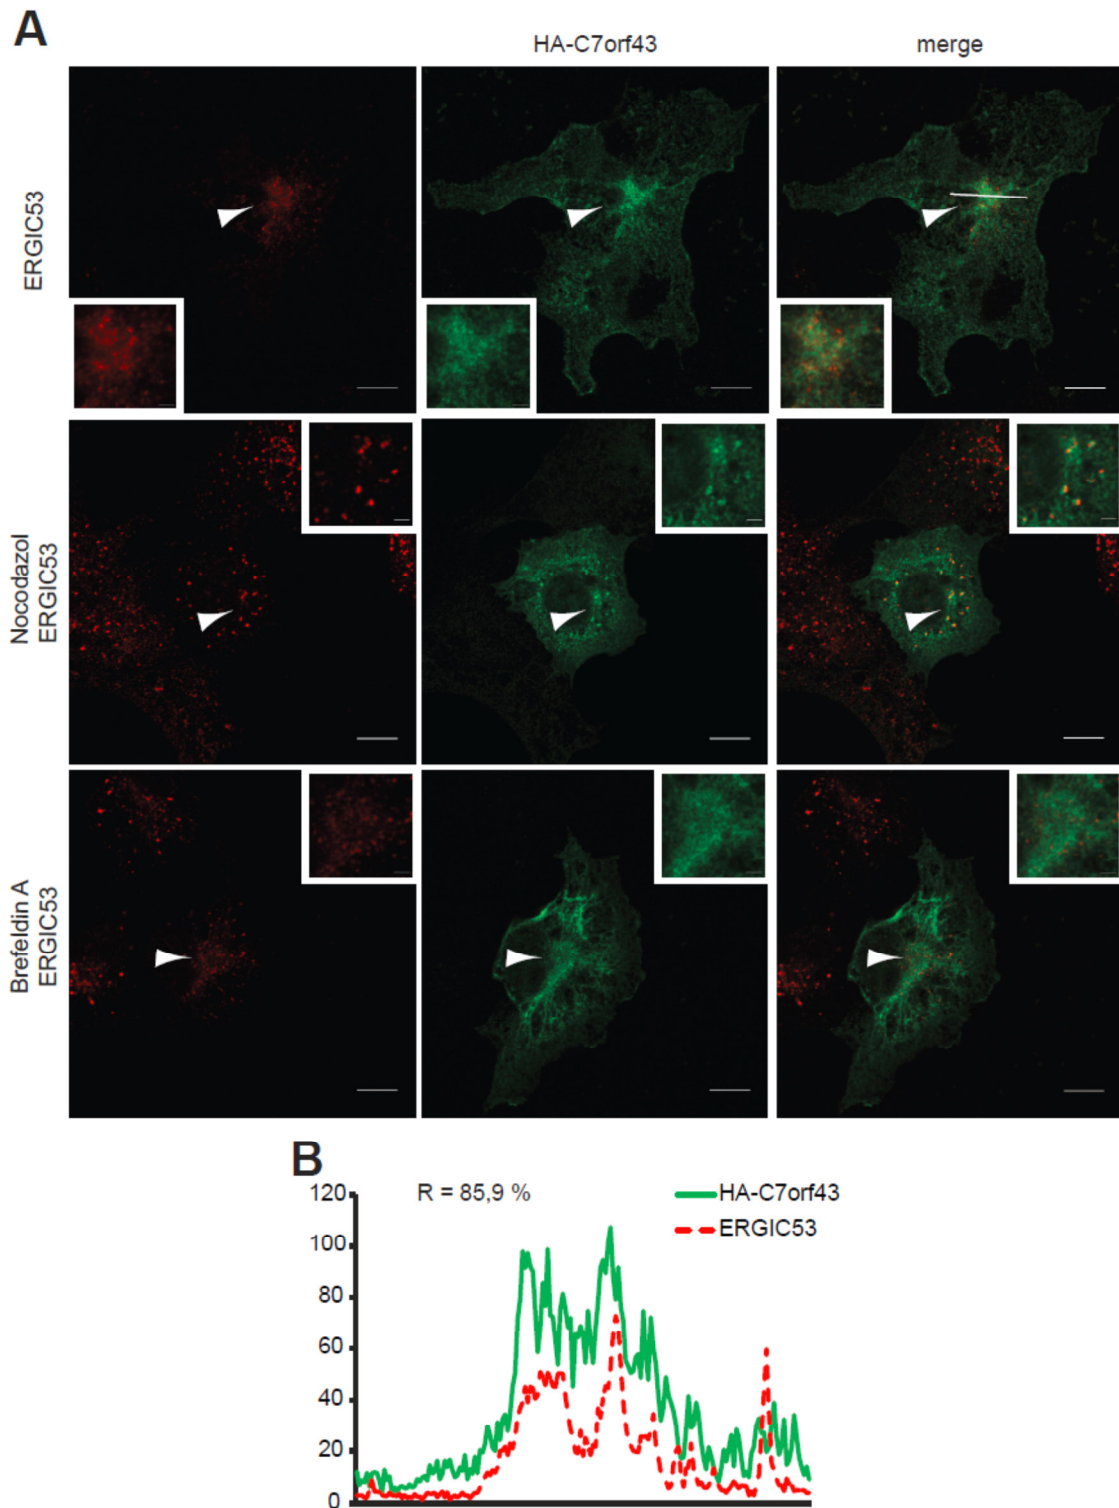 A
HA-C7orf43
merge
ERGIC53
Nocodazol
ERGIC53
Brefeldin A
ERGIC53
B
R = 85,9 %
HA-C7orf43
ERGIC53
120
100
80
60
40
20
0